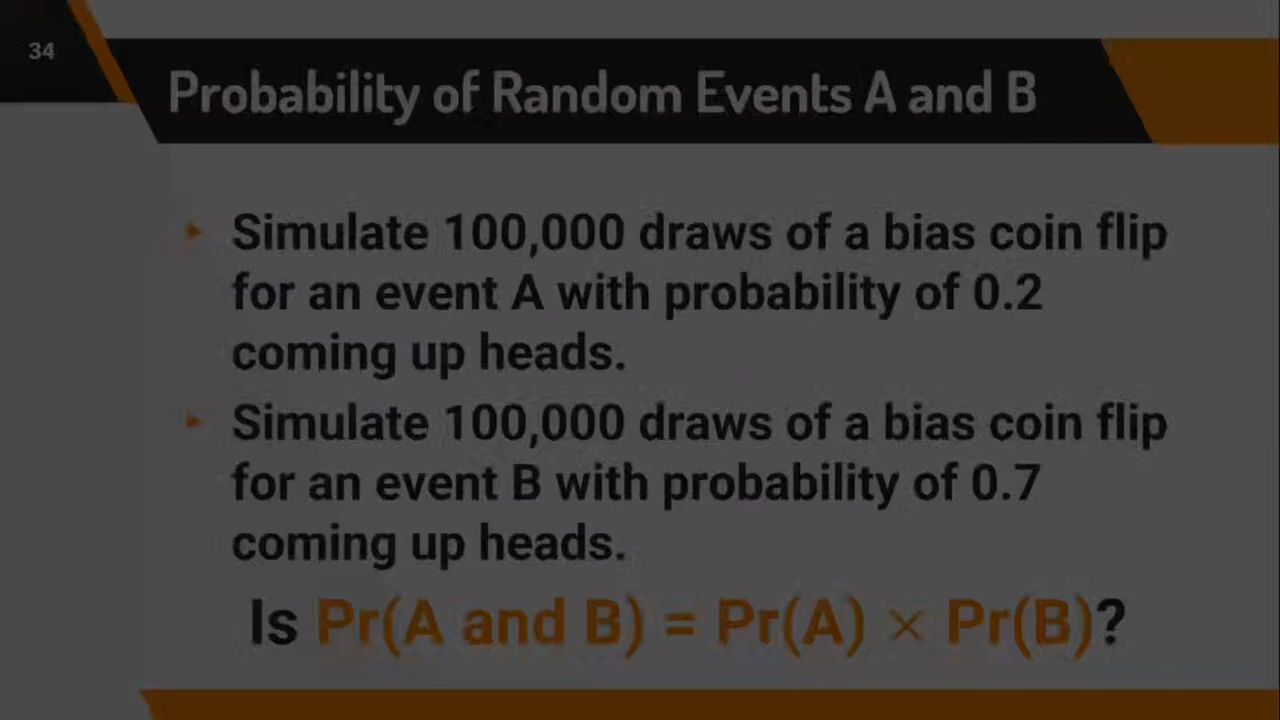 34
Probability of Random Events A and B
Simulate 100,000 draws of a bias coin flip
for an event A with probability of 0.2
coming up heads.
Simulate 100,000 draws of a bias coin flip
for an event B with probability of 0.7
coming up heads.
Is Pr(A and B) = Pr(A) × Pr(B)?